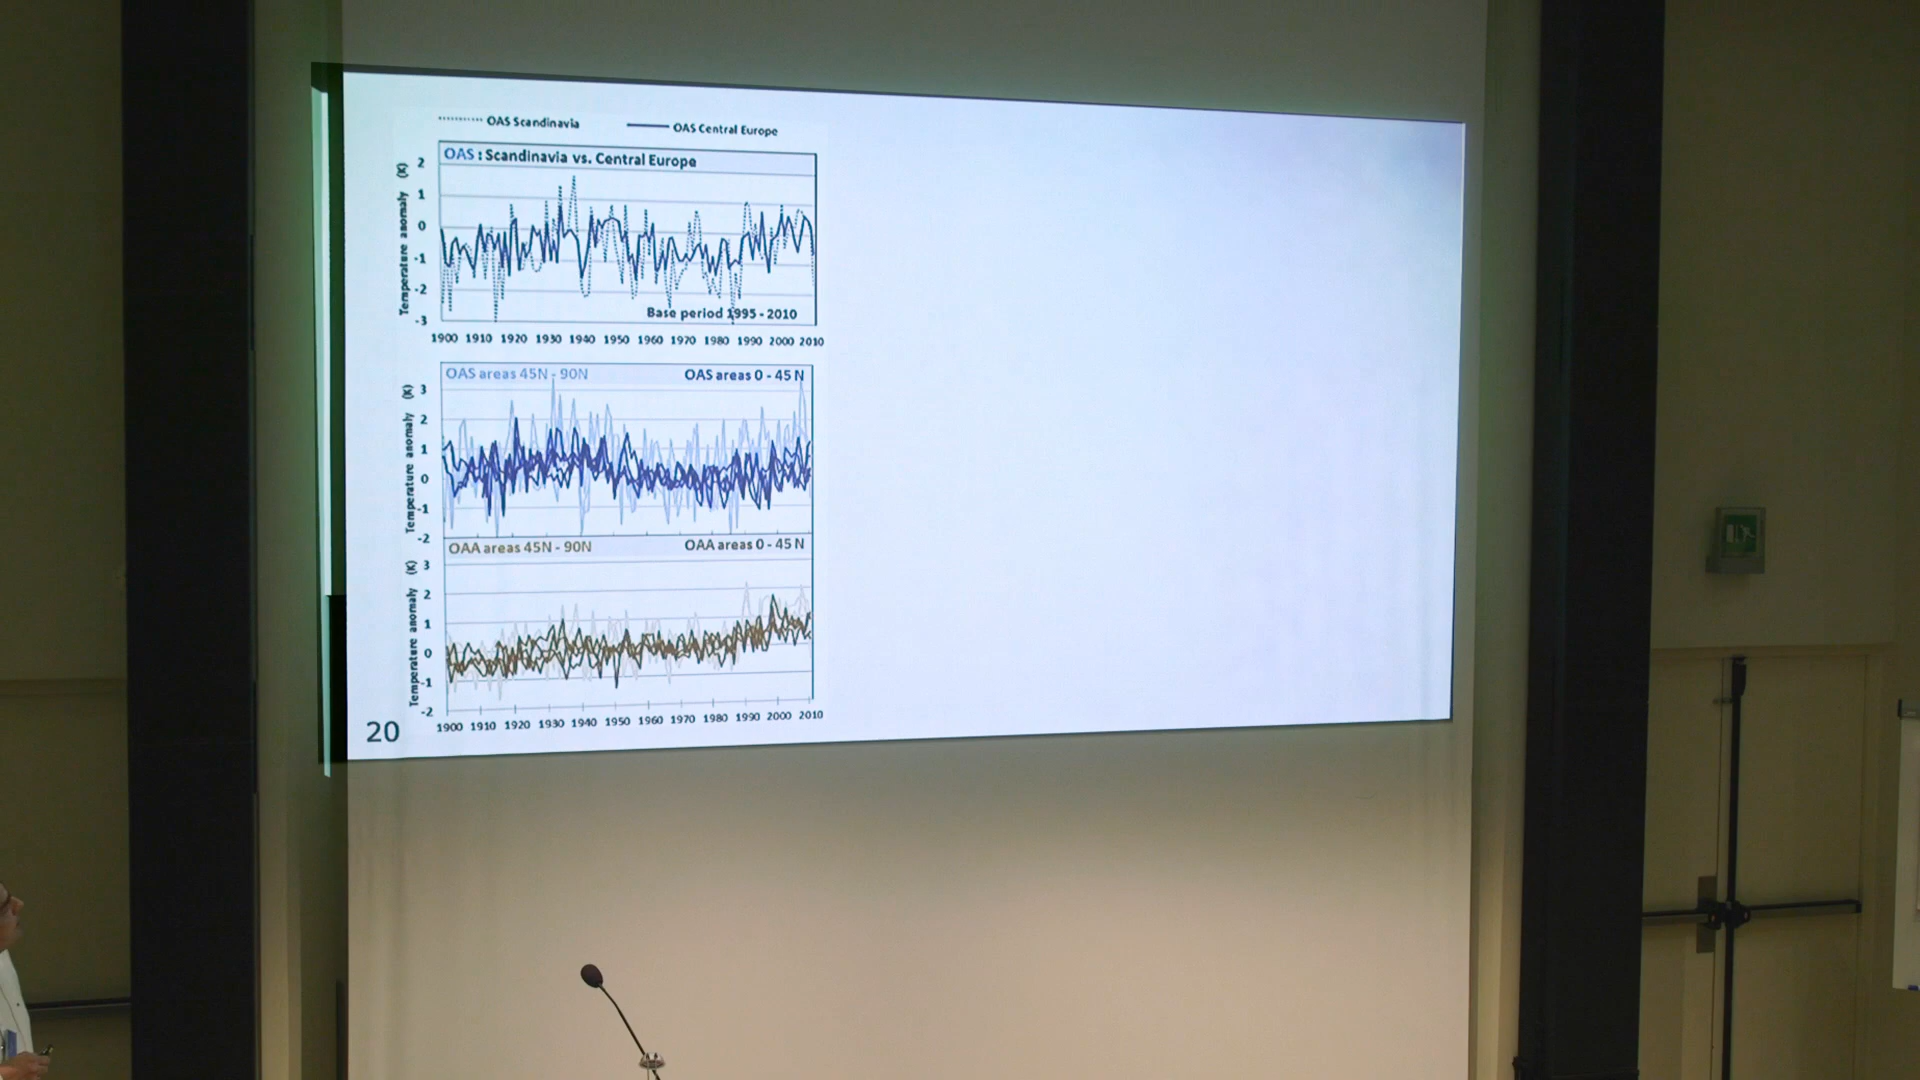 OAS Scandinavia OAS Central Europe
OAS : Scandinavia vs. Central Europe
Temperature anomaly (K)
2
1
0
-1
-2
-3
Base period 1995 - 2010
1900 1910 1920 1930 1940 1950 1960 1970 1980 1990 2000 2010
OAS areas 45N - 90N OAS areas 0 - 45 N
Temperature anomaly (K)
3
2
1
0
-1
-2
OAA areas 45N - 90N OAA areas 0 - 45 N
Temperature anomaly (K)
3
2
1
0
-1
-2
1900 1910 1920 1930 1940 1950 1960 1970 1980 1990 2000 2010
20